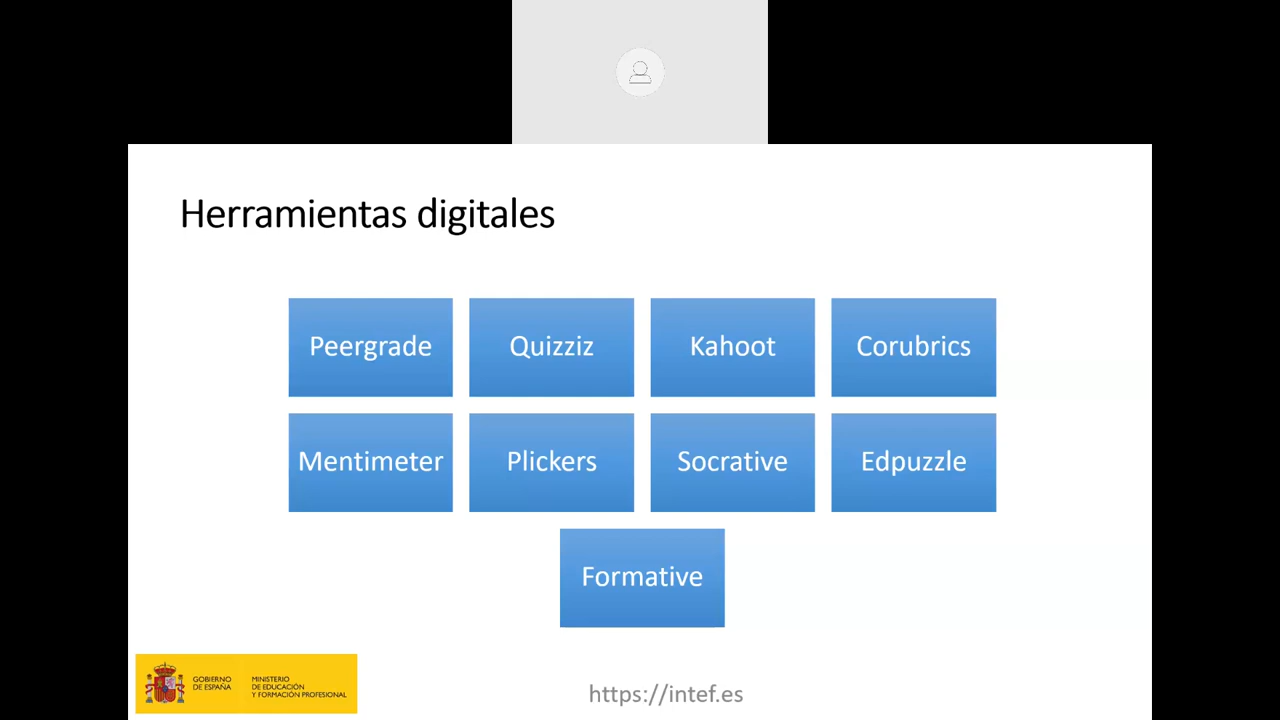 Herramientas digitales
Peergrade
Quizziz
Kahoot
Corubrics
Mentimeter
Plickers
Socrative
Edpuzzle
Formative
GOBIERNO
DE ESPAÑA
MINISTERIO
DE EDUCACIÓN
Y FORMACIÓN PROFESIONAL
https://intef.es